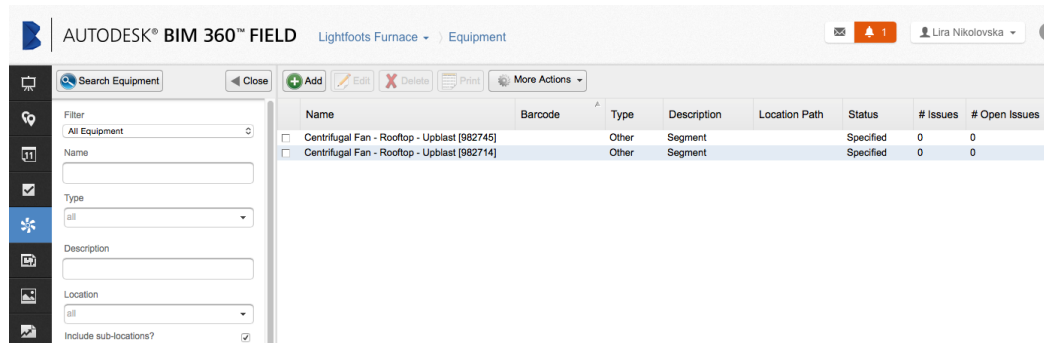 AUTODESK® BIM 360™ FIELD Lightfoots Furnace Equipment 1 Lira Nikolovska
Search Equipment Close Add Edit Delete Print More Actions
Name Barcode Type Description Location Path Status # Issues # Open Issues
Centrifugal Fan - Rooftop - Upblast [982745] Other Segment Specified 0 0
Centrifugal Fan - Rooftop - Upblast [982714] Other Segment Specified 0 0
Filter
All Equipment
Name
Type
all
Description
Location
all
Include sub-locations?
11